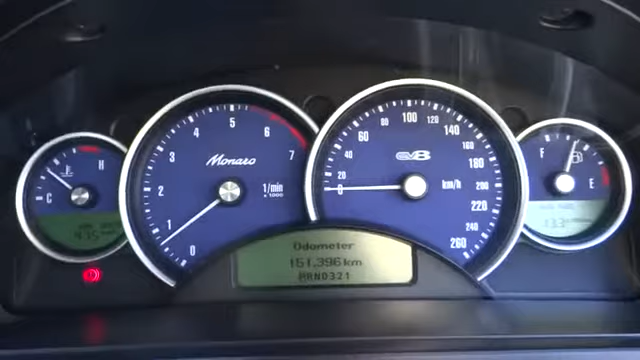 C H
0 1 2 3 4 5 6 7
Monaro
1/min
x 1000
0 20 40 60 80 100 120 140 160 180 200 220 240 260
CV8
km/h
F E
Odometer
151,396 km